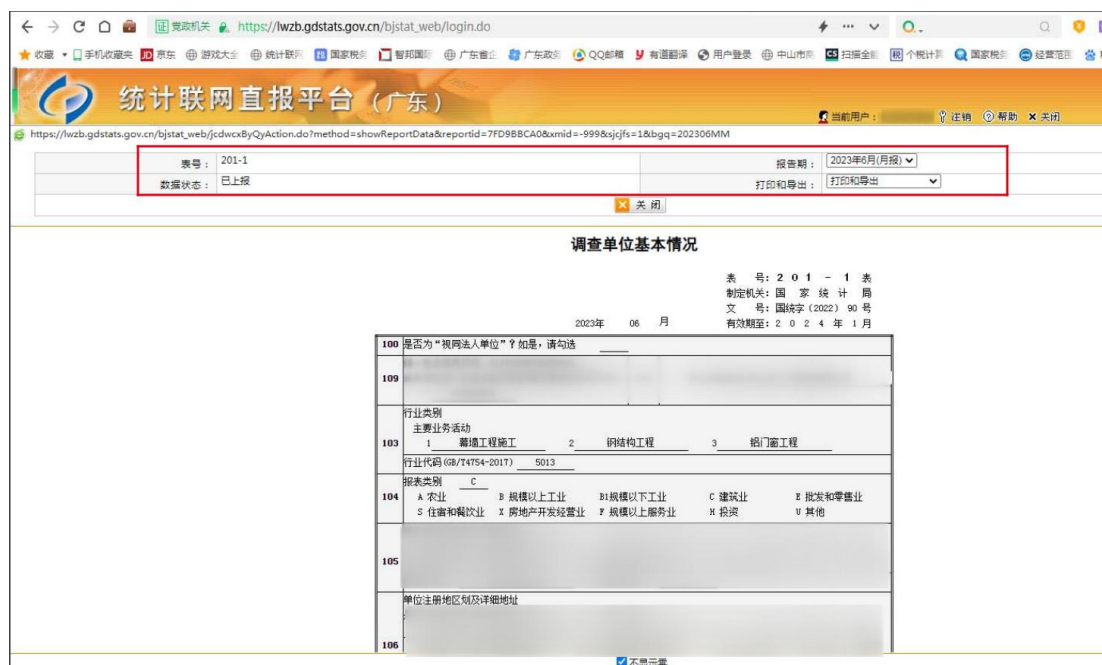 证 党政机关 https://lwzb.gdstats.gov.cn/bjstat_web/login.do
收藏 手机收藏夹 JD 京东 游戏大全 统计联网 国家税务 智邦国际 广东省企 广东政务 QQ邮箱 有道翻译 用户登录 中山市商 CS 扫描全能 税 个税计算 国家税务 经营范围
统计联网直报平台（广东）
当前用户： 注销 帮助 关闭
https://lwzb.gdstats.gov.cn/bjstat_web/jcdwcxByQyAction.do?method=showReportData&reportid=7FD9BBCA0&xmid=-999&sjcjfs=1&bgq=202306MM
表号： 201-1 报告期： 2023年6月(月报)
数据状态： 已上报 打印和导出： 打印和导出
关 闭
调查单位基本情况
表 号：２０１－１表
制定机关：国 家 统 计 局
文 号：国统字（2022）90 号
2023年 06 月 有效期至：２０２４年１月
100 是否为“视同法人单位”？如是，请勾选
109
行业类别
主要业务活动
103 1 幕墙工程施工 2 钢结构工程 3 铝门窗工程
行业代码(GB/T4754-2017) 5013
报表类别 C
104 A 农业 B 规模以上工业 B1规模以下工业 C 建筑业 E 批发和零售业
S 住宿和餐饮业 X 房地产开发经营业 F 规模以上服务业 H 投资 U 其他
105
单位注册地区划及详细地址
106
不显示零